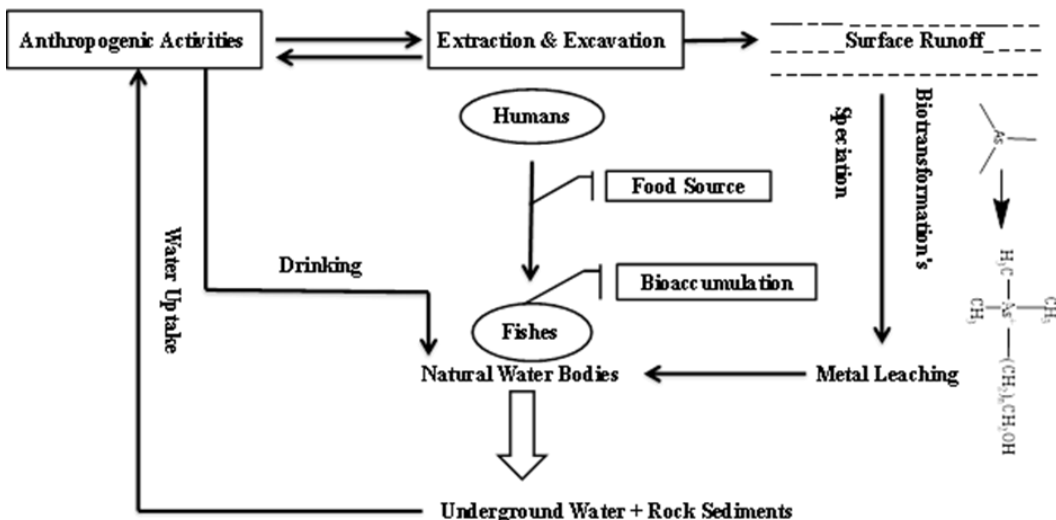 Anthropogenic Activities
Extraction & Excavation
Surface Runoff
Humans
Speciation
Biotransformation's
As
Food Source
Water Uptake
Drinking
Bioaccumulation
H₃C
CH₃
As⁺
CH₃
Fishes
Natural Water Bodies
Metal Leaching
(CH₂)ₙCH₂OH
Underground Water + Rock Sediments